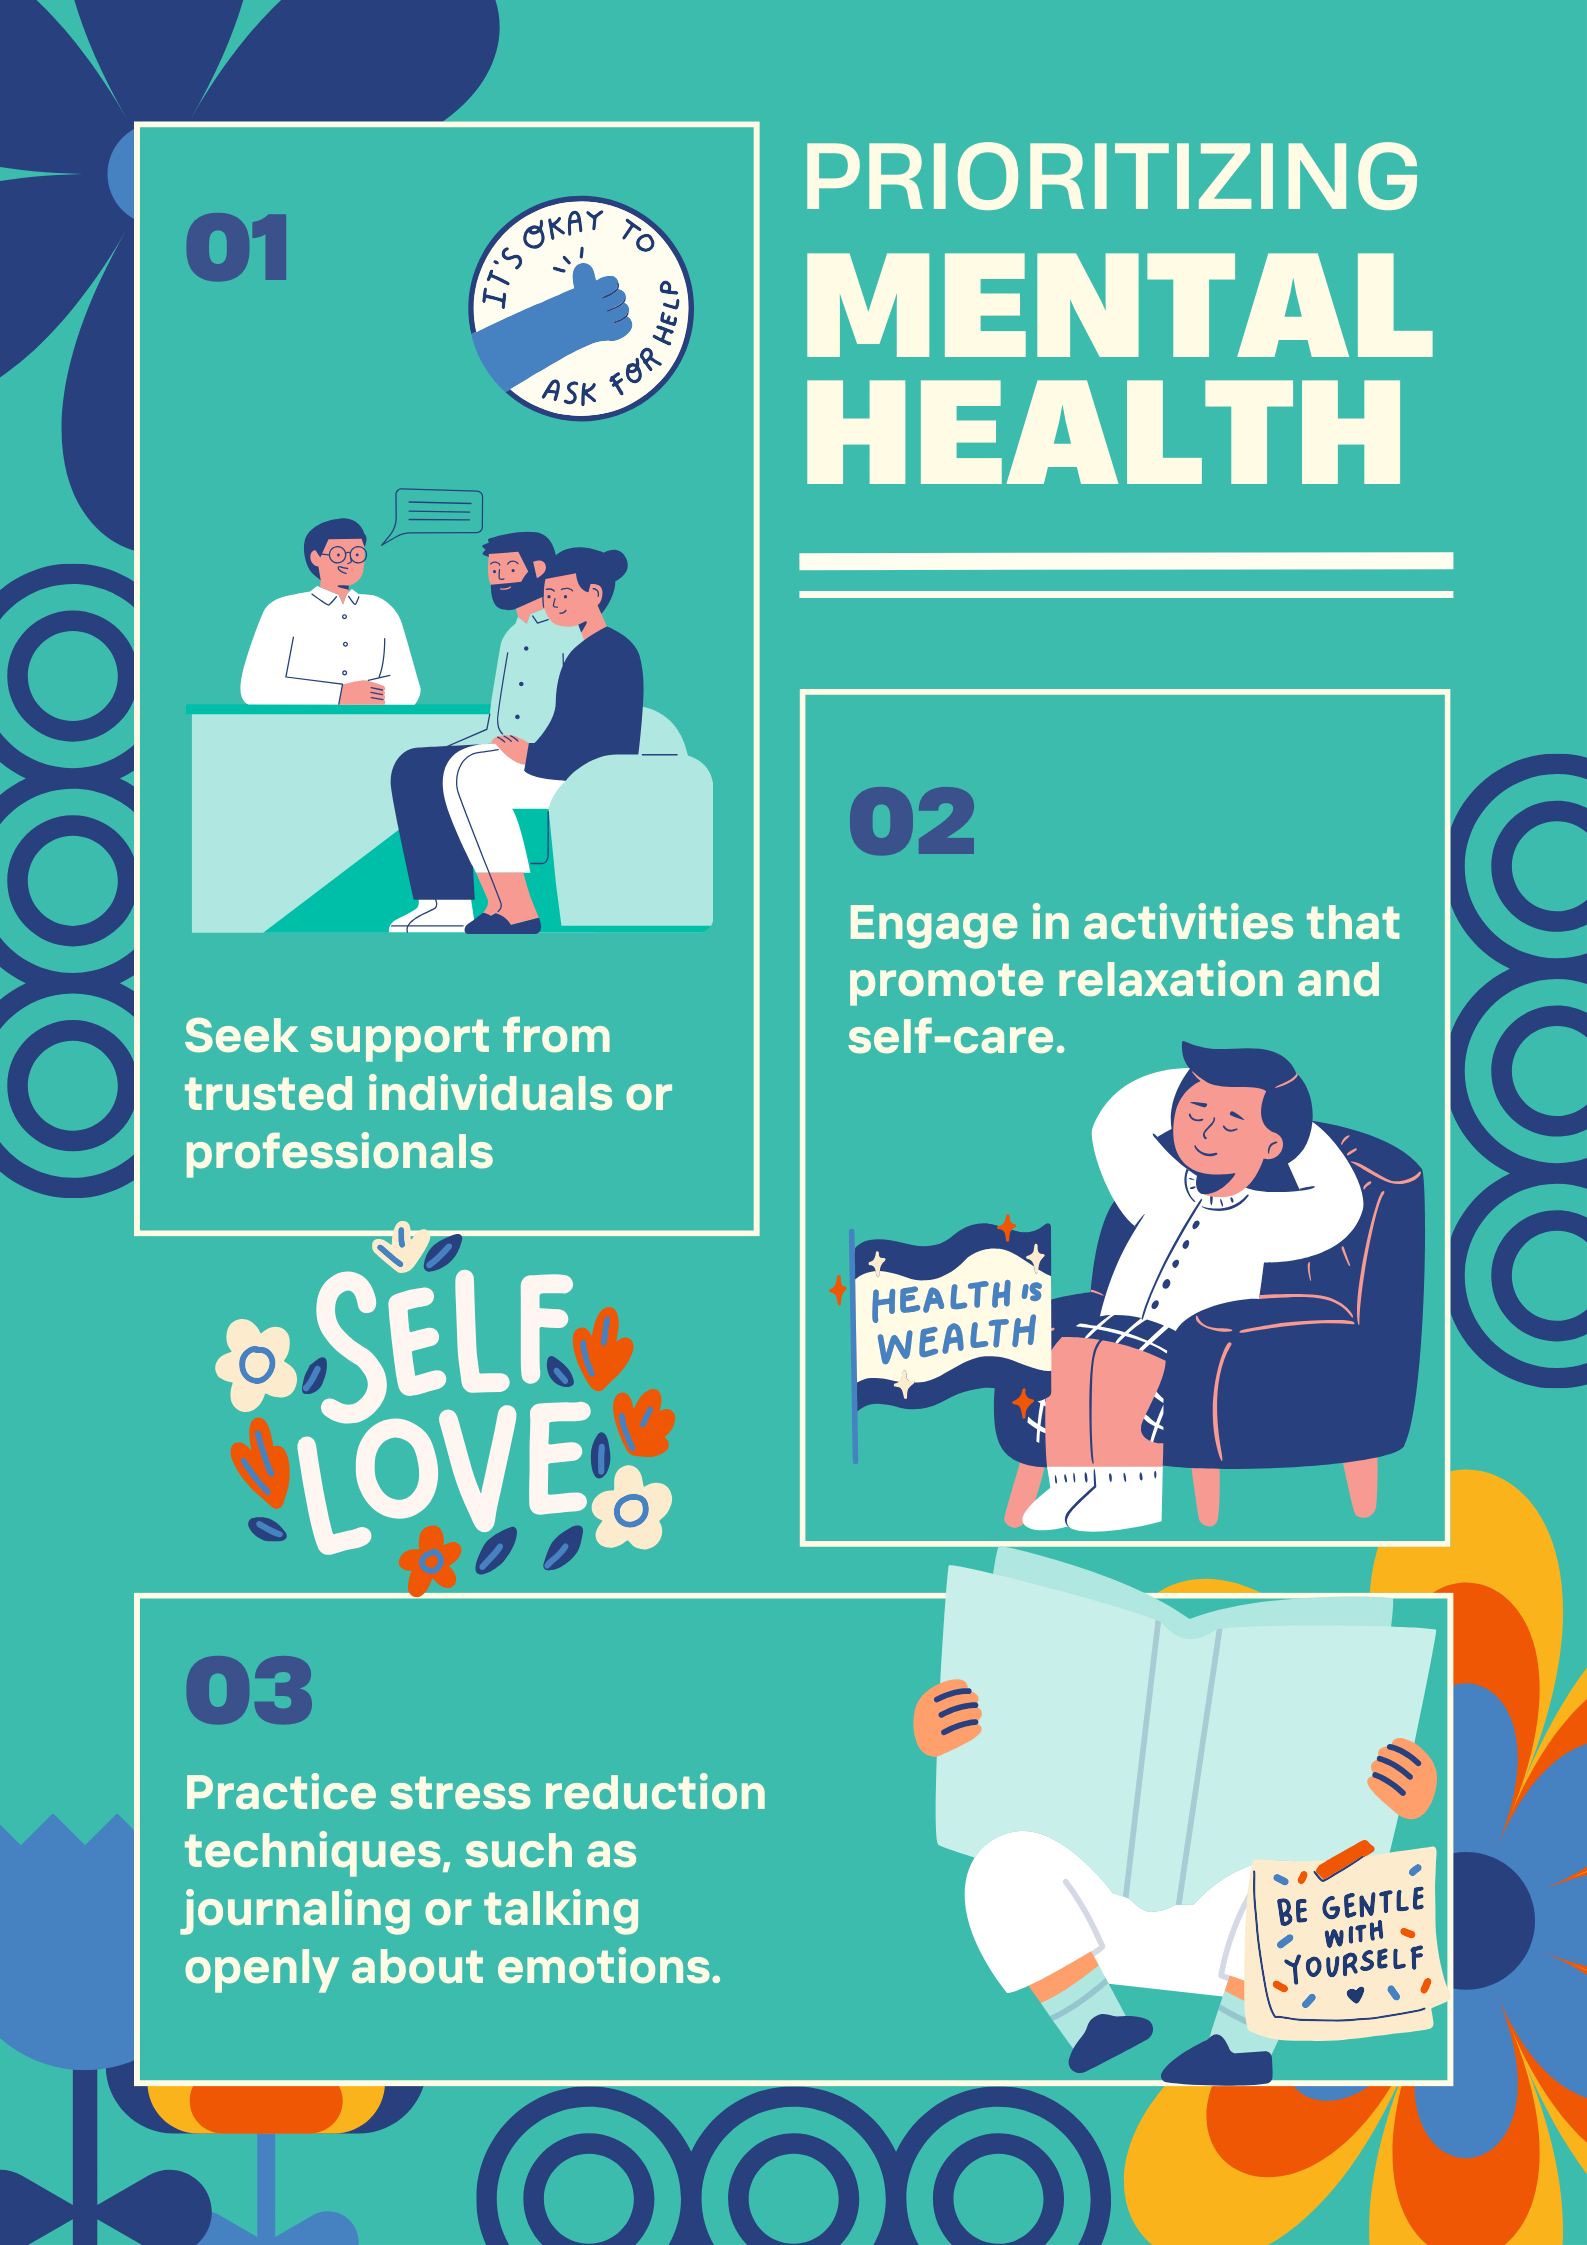 PRIORITIZING
MENTAL
HEALTH
01
IT'S OKAY TO
ASK FOR HELP
Seek support from
trusted individuals or
professionals
02
Engage in activities that
promote relaxation and
self-care.
HEALTH IS
WEALTH
SELF
LOVE
03
Practice stress reduction
techniques, such as
journaling or talking
openly about emotions.
BE GENTLE
WITH
YOURSELF